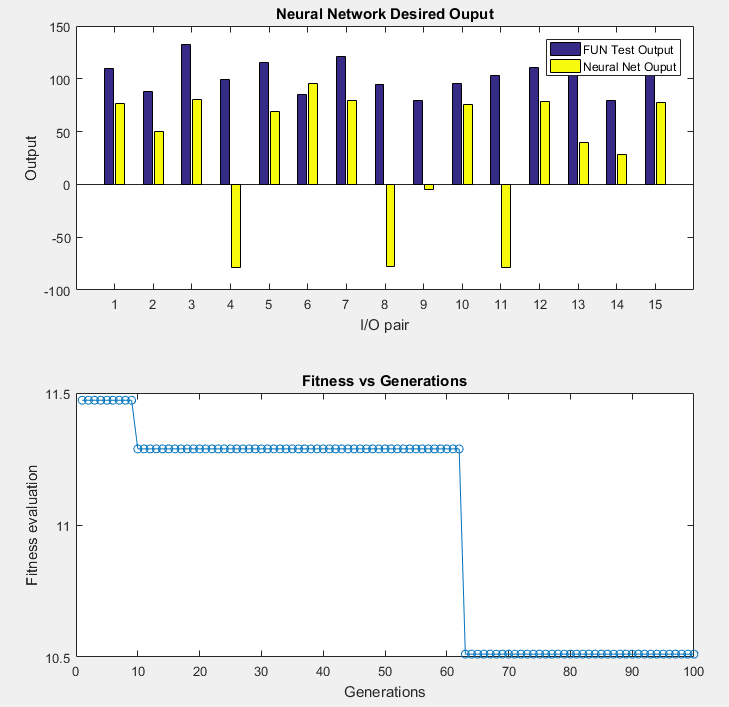 Neural Network Desired Ouput
150
100
50
0
-50
-100
Output
FUN Test Output
Neural Net Ouput
1 2 3 4 5 6 7 8 9 10 11 12 13 14 15
I/O pair
Fitness vs Generations
11.5
11
10.5
Fitness evaluation
0 10 20 30 40 50 60 70 80 90 100
Generations